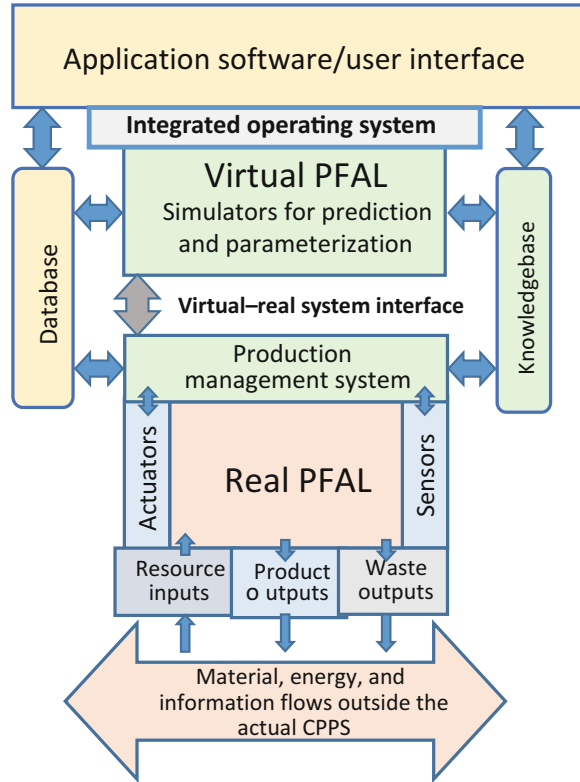 Application software/user interface
Integrated operating system
Virtual PFAL
Simulators for prediction
and parameterization
Database
Knowledgebase
Virtual–real system interface
Production
management system
Actuators
Real PFAL
Sensors
Resource
inputs
Product
o utputs
Waste
outputs
Material, energy, and
information flows outside the
actual CPPS